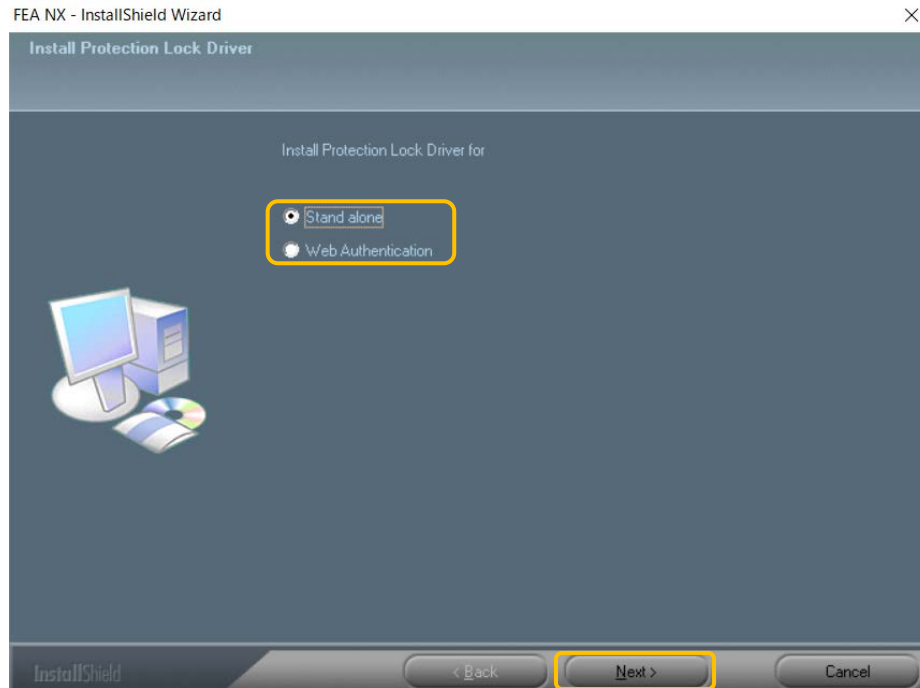 FEA NX - InstallShield Wizard
Install Protection Lock Driver
Install Protection Lock Driver for
Stand alone
Web Authentication
InstallShield
< Back
Next >
Cancel